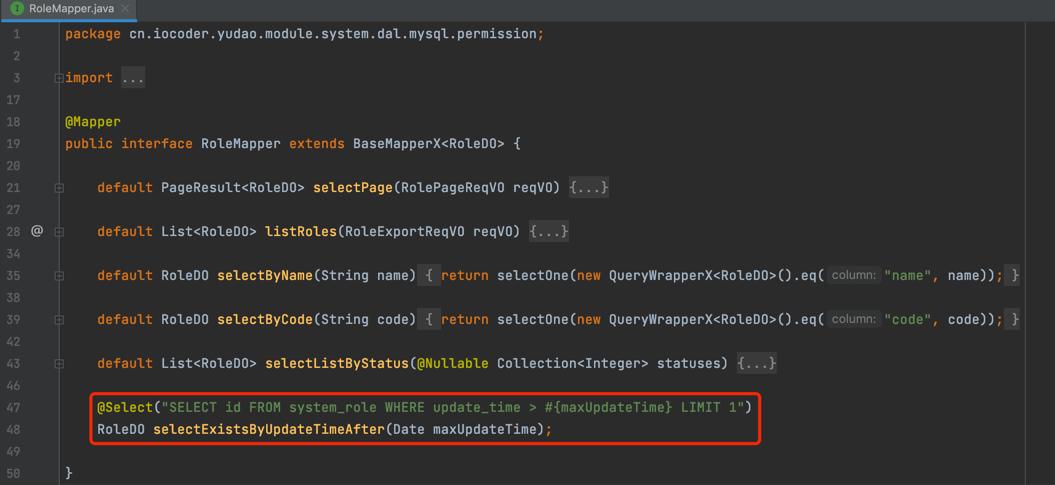 I RoleMapper.java ×
1 package cn.iocoder.yudao.module.system.dal.mysql.permission;
2
3 import ...
17
18 @Mapper
19 public interface RoleMapper extends BaseMapperX<RoleDO> {
20
21 default PageResult<RoleDO> selectPage(RolePageReqVO reqVO) {...}
27
28 @ default List<RoleDO> listRoles(RoleExportReqVO reqVO) {...}
34
35 default RoleDO selectByName(String name) { return selectOne(new QueryWrapperX<RoleDO>().eq( column: "name", name)); }
38
39 default RoleDO selectByCode(String code) { return selectOne(new QueryWrapperX<RoleDO>().eq( column: "code", code)); }
42
43 default List<RoleDO> selectListByStatus(@Nullable Collection<Integer> statuses) {...}
46
47 @Select("SELECT id FROM system_role WHERE update_time > #{maxUpdateTime} LIMIT 1")
48 RoleDO selectExistsByUpdateTimeAfter(Date maxUpdateTime);
49
50 }